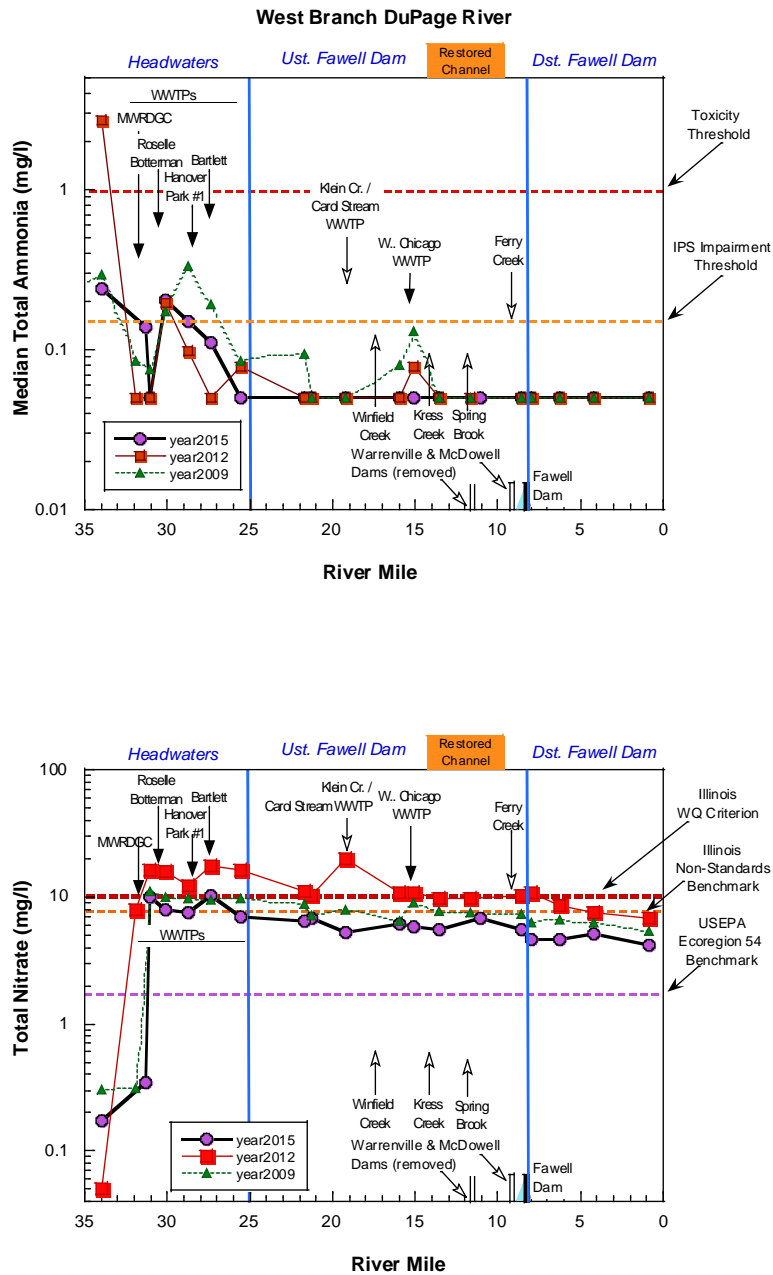 West Branch DuPage River
Headwaters
Ust. Fawell Dam
Restored
Channel
Dst. Fawell Dam
WWTPs
MWRDGC
Roselle
Botterman
Hanover
Park #1
Bartlett
Klein Cr. /
Carol Stream
WWTP
W.. Chicago
WWTP
Ferry
Creek
Toxicity
Threshold
IPS Impairment
Threshold
Winfield
Creek
Kress
Creek
Spring
Brook
Warrenville & McDowell
Dams (removed)
Fawell
Dam
year2015
year2012
year2009
1
0.1
0.01
Median Total Ammonia (mg/l)
35 30 25 20 15 10 5 0
River Mile
Headwaters
Ust. Fawell Dam
Restored
Channel
Dst. Fawell Dam
MWRDGC
Roselle
Botterman
Hanover
Park #1
Bartlett
WWTPs
Klein Cr. /
Carol Stream WWTP
W.. Chicago
WWTP
Ferry
Creek
Illinois
WQ Criterion
Illinois
Non-Standards
Benchmark
USEPA
Ecoregion 54
Benchmark
Winfield
Creek
Kress
Creek
Spring
Brook
Warrenville & McDowell
Dams (removed)
Fawell
Dam
year2015
year2012
year2009
100
10
1
0.1
Total Nitrate (mg/l)
35 30 25 20 15 10 5 0
River Mile